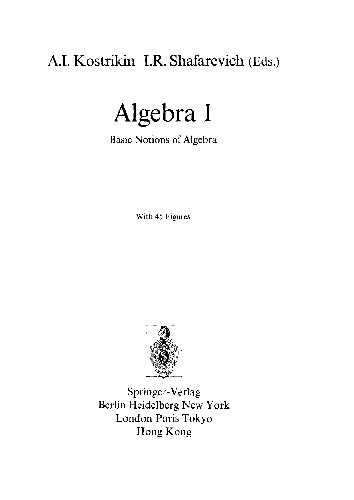 A.I. Kostrikin I.R. Shafarevich (Eds.)
Algebra I
Basic Notions of Algebra
With 45 Figures
Springer-Verlag
Berlin Heidelberg New York
London Paris Tokyo
Hong Kong